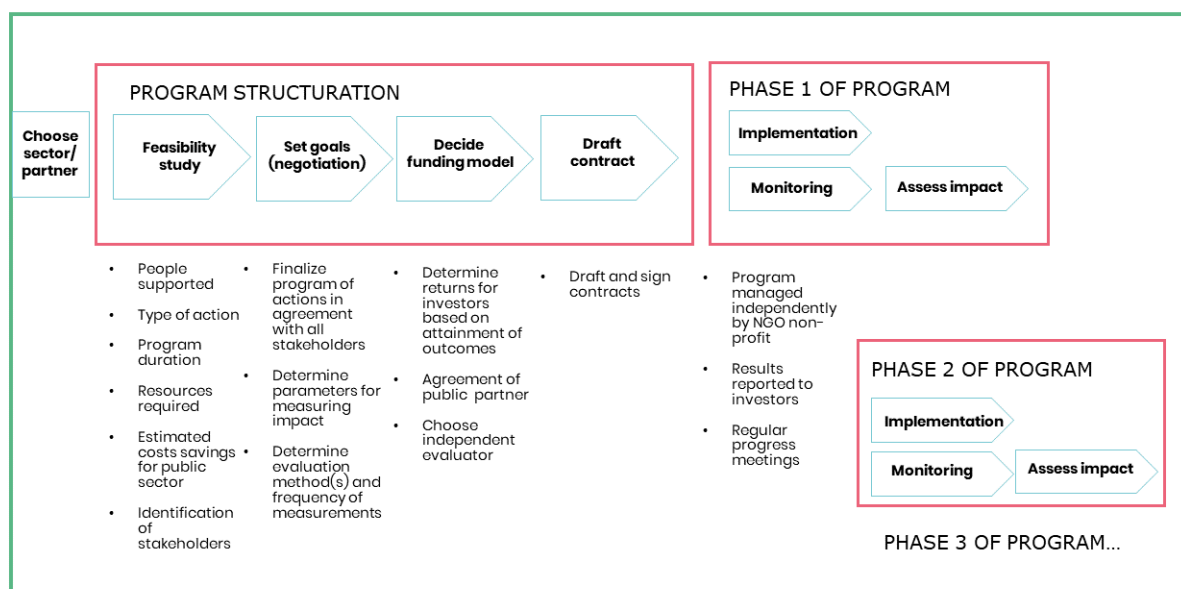 PROGRAM STRUCTURATION
Choose
sector/
partner
Feasibility
study
Set goals
(negotiation)
Decide
funding model
Draft
contract
• People
supported
• Type of action
• Program
duration
• Resources
required
• Estimated
costs savings
for public
sector
• Identification
of
stakeholders
• Finalize
program of
actions in
agreement
with all
stakeholders
• Determine
parameters for
measuring
impact
• Determine
evaluation
method(s) and
frequency of
measurements
• Determine
returns for
investors
based on
attainment of
outcomes
• Agreement of
public partner
• Choose
independent
evaluator
• Draft and sign
contracts
PHASE 1 OF PROGRAM
Implementation
Monitoring
Assess impact
• Program
managed
independently
by NGO non-
profit
• Results
reported to
investors
• Regular
progress
meetings
PHASE 2 OF PROGRAM
Implementation
Monitoring
Assess impact
PHASE 3 OF PROGRAM...